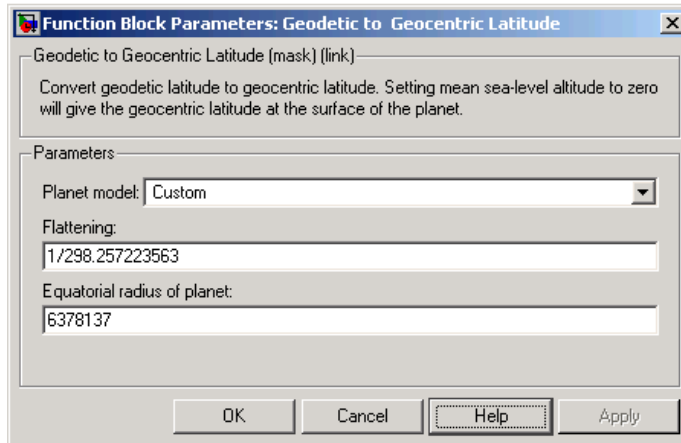 Function Block Parameters: Geodetic to  Geocentric Latitude
Geodetic to Geocentric Latitude (mask) (link)
Convert geodetic latitude to geocentric latitude. Setting mean sea-level altitude to zero
will give the geocentric latitude at the surface of the planet.
Parameters
Planet model: Custom
Flattening:
1/298.257223563
Equatorial radius of planet:
6378137
OK Cancel Help Apply